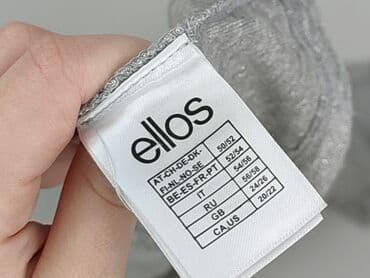 ellos
AT-CH-DE-DK- 50/52
FI-NL-NO-SE
BE-ES-FR-PT 52/54
IT 54/56
RU 56/58
GB 24/26
CA,US 20/22